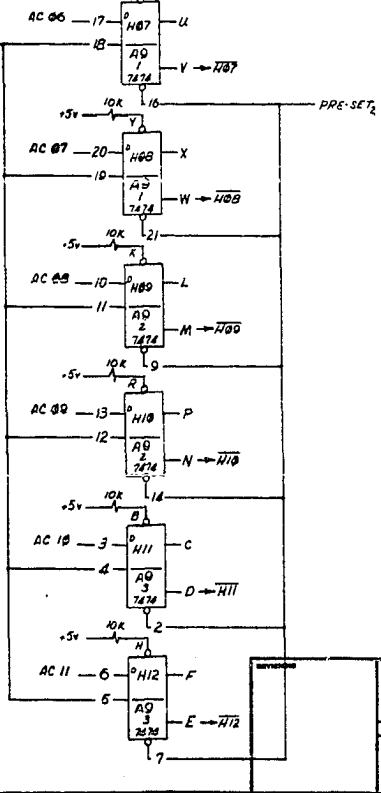 AC 06 17 D H07 U
18 A9 V → H07
1
7474
16 PRE-SET2
+5v 10K Y
AC 07 20 D H08 X
19 A9 W → H08
1
7474
21
+5v 10K K
AC 08 10 D H09 L
11 A9 M → H09
2
7474
9
+5v 10K R
AC 09 13 D H10 P
12 A9 N → H10
2
7474
14
+5v 10K B
AC 10 3 D H11 C
4 A9 D → H11
3
7474
2
+5v 10K H
AC 11 6 D H12 F
5 A9 E → H12
3
7474
7
REVISIONS